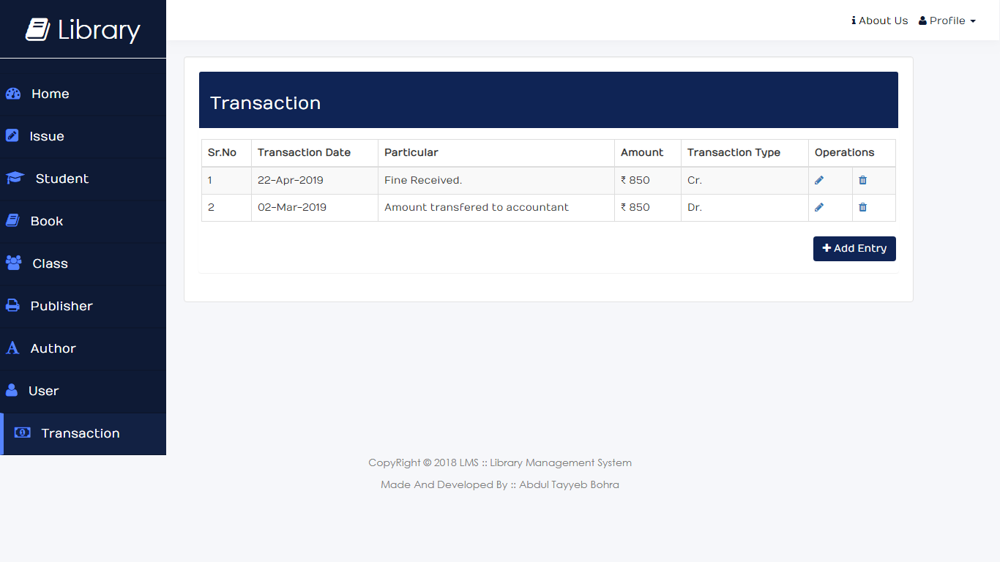 Library
About Us Profile
Home
Issue
Student
Book
Class
Publisher
Author
User
Transaction
Transaction
Sr.No Transaction Date Particular Amount Transaction Type Operations
1 22-Apr-2019 Fine Received. ₹ 850 Cr.
2 02-Mar-2019 Amount transfered to accountant ₹ 850 Dr.
Add Entry
CopyRight © 2018 LMS :: Library Management System
Made And Developed By :: Abdul Tayyeb Bohra